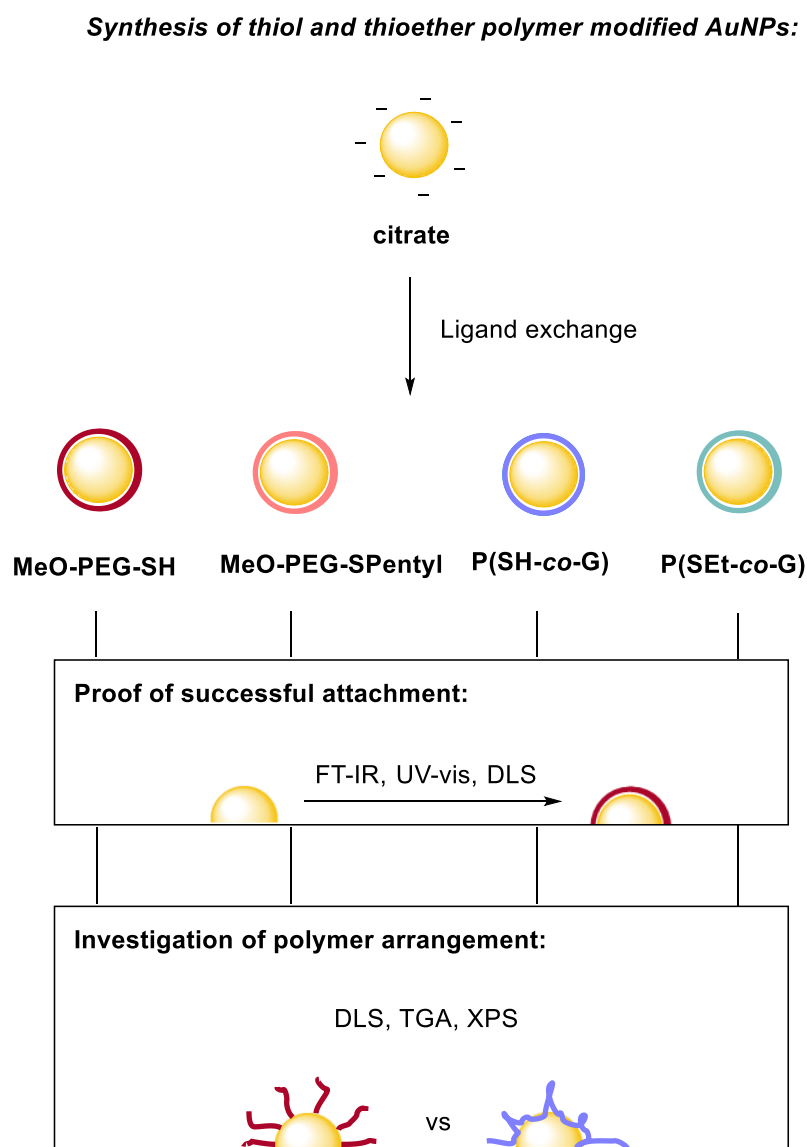 Synthesis of thiol and thioether polymer modified AuNPs:
citrate
Ligand exchange
MeO-PEG-SH MeO-PEG-SPentyl P(SH-co-G) P(SEt-co-G)
Proof of successful attachment:
FT-IR, UV-vis, DLS
Investigation of polymer arrangement:
DLS, TGA, XPS
vs